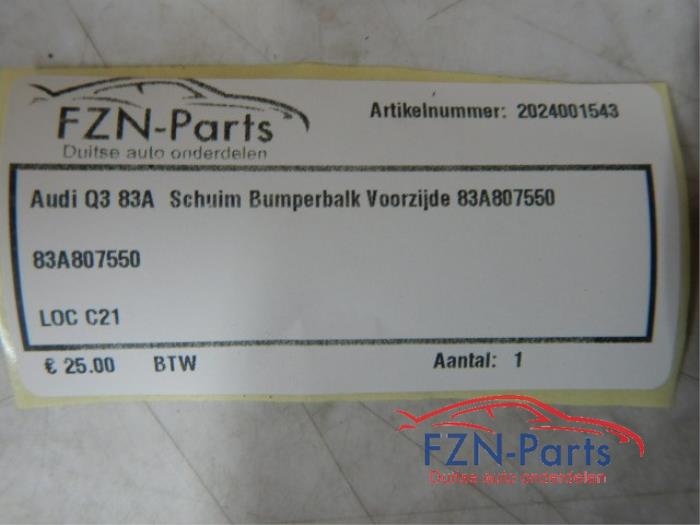 FZN-Parts
Duitse auto onderdelen
Artikelnummer: 2024001543
Audi Q3 83A Schuim Bumperbalk Voorzijde 83A807550
83A807550
LOC C21
€ 25.00 BTW Aantal: 1
FZN-Parts
Duitse auto onderdelen